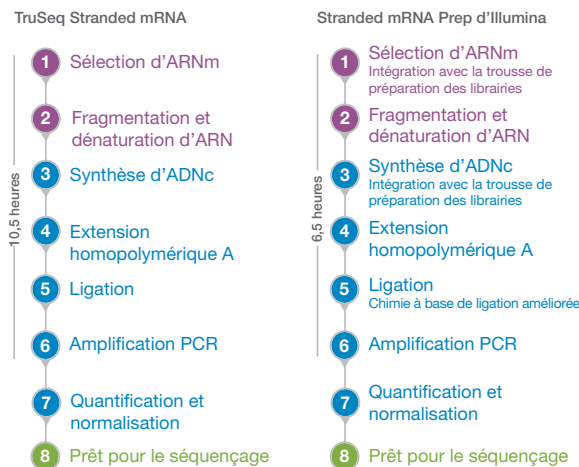 TruSeq Stranded mRNA
10,5 heures
1 Sélection d'ARNm
2 Fragmentation et
dénaturation d'ARN
3 Synthèse d'ADNc
4 Extension
homopolymérique A
5 Ligation
6 Amplification PCR
7 Quantification et
normalisation
8 Prêt pour le séquençage
Stranded mRNA Prep d'Illumina
6,5 heures
1 Sélection d'ARNm
Intégration avec la trousse de
préparation des librairies
2 Fragmentation et
dénaturation d'ARN
3 Synthèse d'ADNc
Intégration avec la trousse de
préparation des librairies
4 Extension
homopolymérique A
5 Ligation
Chimie à base de ligation améliorée
6 Amplification PCR
7 Quantification et
normalisation
8 Prêt pour le séquençage